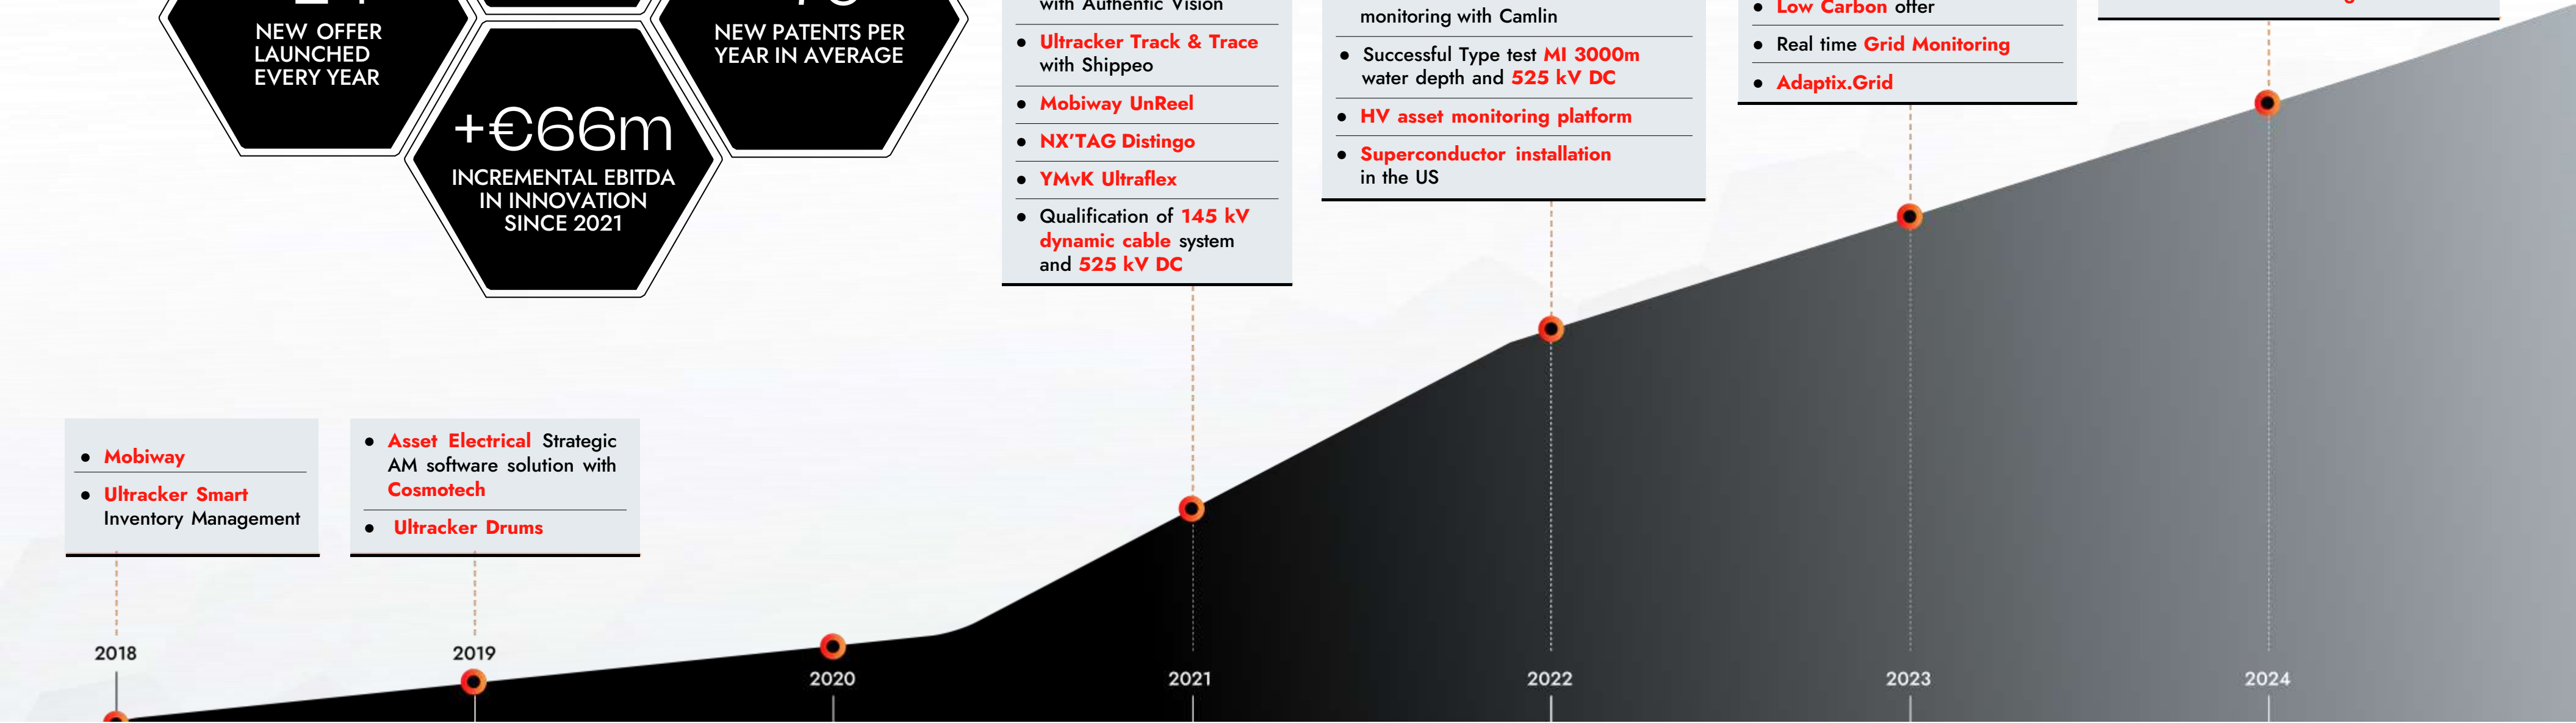 NEW OFFER
LAUNCHED
EVERY YEAR
NEW PATENTS PER
YEAR IN AVERAGE
+€66m
INCREMENTAL EBITDA
IN INNOVATION
SINCE 2021
with Authentic Vision
● Ultracker Track & Trace
with Shippeo
● Mobiway UnReel
● NX'TAG Distingo
● YMvK Ultraflex
● Qualification of 145 kV
dynamic cable system
and 525 kV DC
monitoring with Camlin
● Successful Type test MI 3000m
water depth and 525 kV DC
● HV asset monitoring platform
● Superconductor installation
in the US
● Low Carbon offer
● Real time Grid Monitoring
● Adaptix.Grid
● Mobiway
● Ultracker Smart
Inventory Management
● Asset Electrical Strategic
AM software solution with
Cosmotech
● Ultracker Drums
2018
2019
2020
2021
2022
2023
2024